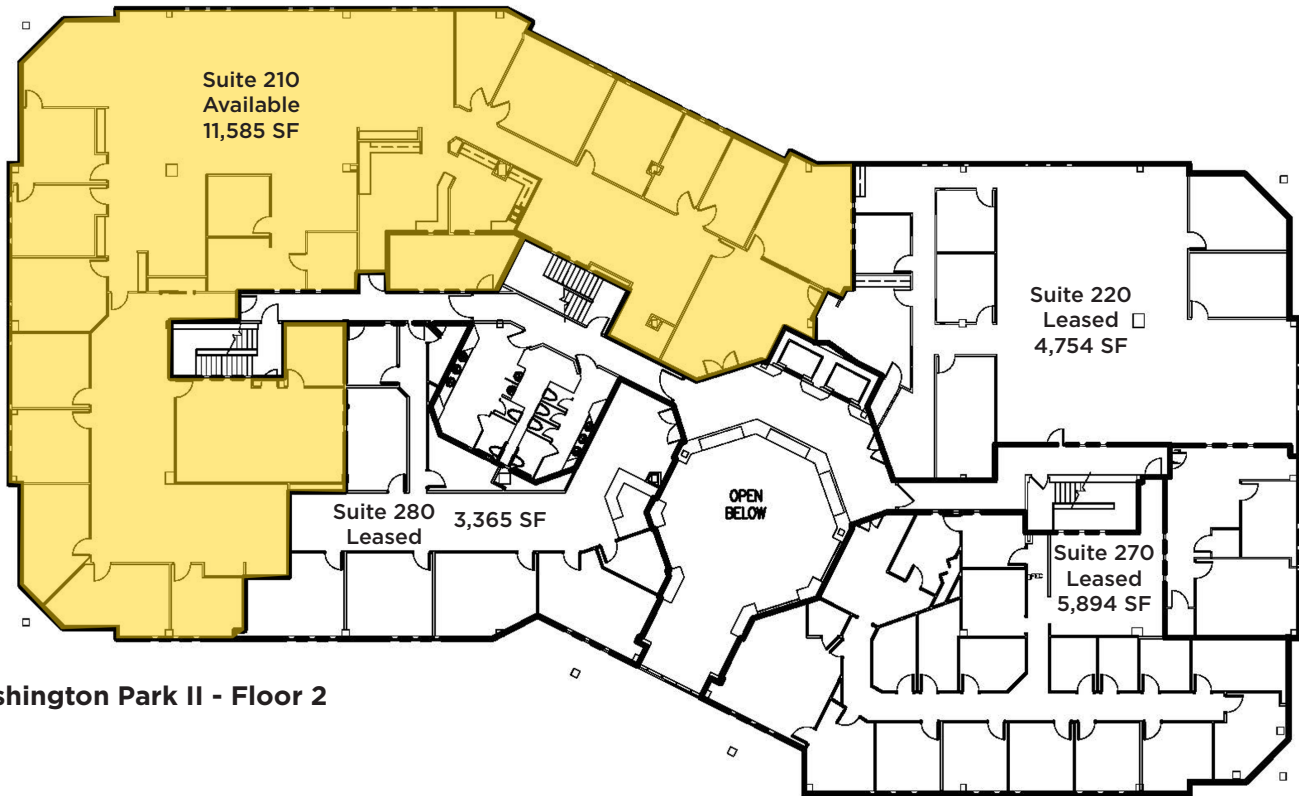 Suite 210
Available
11,585 SF
Suite 220
Leased
4,754 SF
OPEN
BELOW
Suite 280
Leased
3,365 SF
Suite 270
Leased
5,894 SF
shington Park II - Floor 2